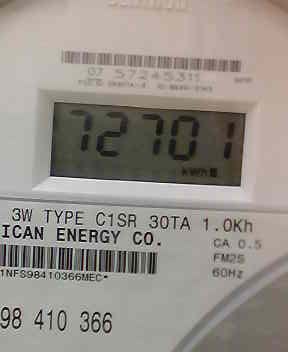 07 57245311
72701
kWh
3W TYPE C1SR 30TA 1.0Kh
ICAN ENERGY CO.
CA 0.5
FM2S
60Hz
1NFS98410366MEC*
98 410 366